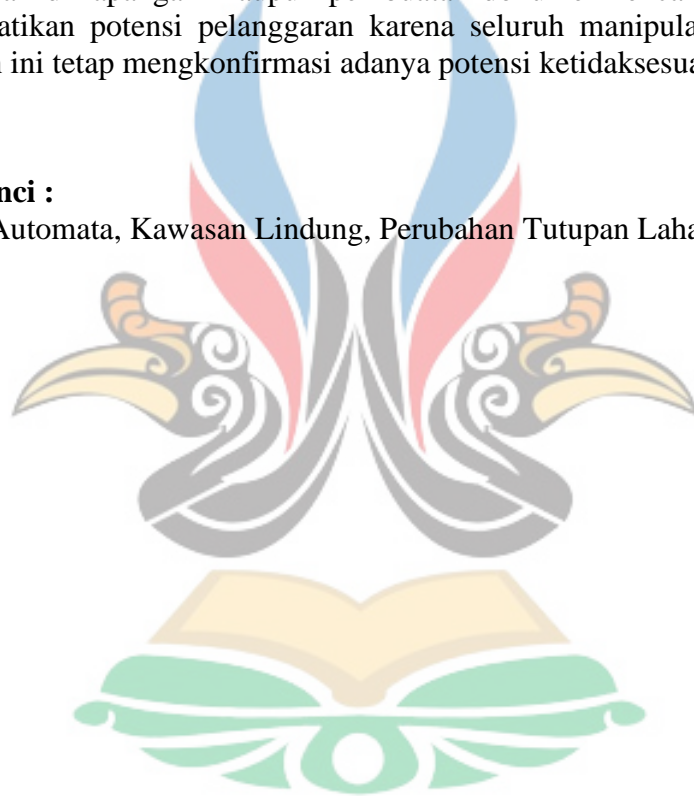 maupun
atikan potensi pelanggaran karena seluruh manipula
ini tetap mengkonfirmasi adanya potensi ketidaksesua
nci :
Automata, Kawasan Lindung, Perubahan Tutupan Laha